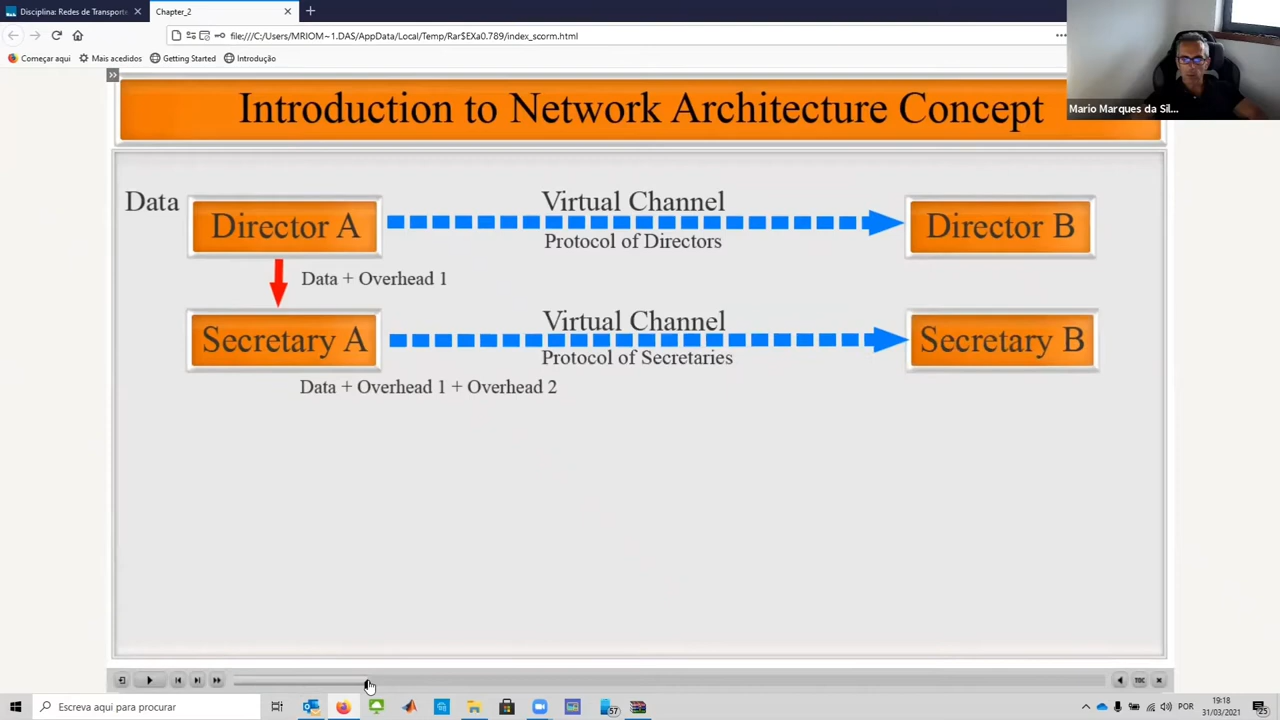 Disciplina: Redes de Transporte
Chapter_2
file:///C:/Users/MRIOM~1.DAS/AppData/Local/Temp/Rar$EXa0.789/index_scorm.html
Começar aqui
Mais acedidos
Getting Started
Introdução
Mario Marques da Sil...
Introduction to Network Architecture Concept
Data
Director A
Virtual Channel
Protocol of Directors
Director B
Data + Overhead 1
Secretary A
Virtual Channel
Protocol of Secretaries
Secretary B
Data + Overhead 1 + Overhead 2
TOC
Escreva aqui para procurar
57
POR
19:18
31/03/2021
25